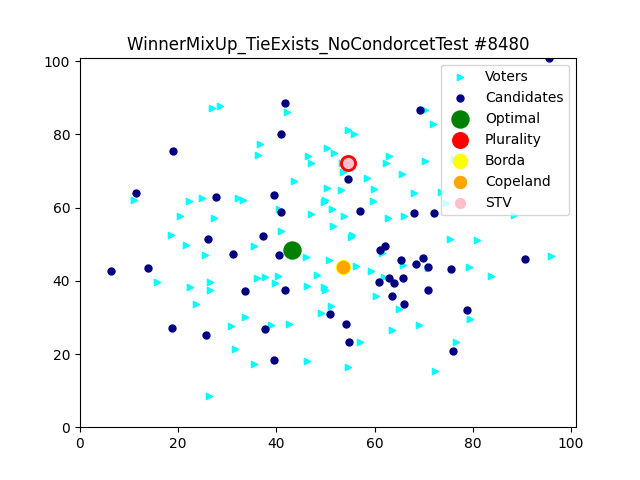 WinnerMixUp_TieExists_NoCondorcetTest #8480
100
80
60
40
20
0
0
20
40
60
80
100
Voters
Candidates
Optimal
Plurality
Borda
Copeland
STV